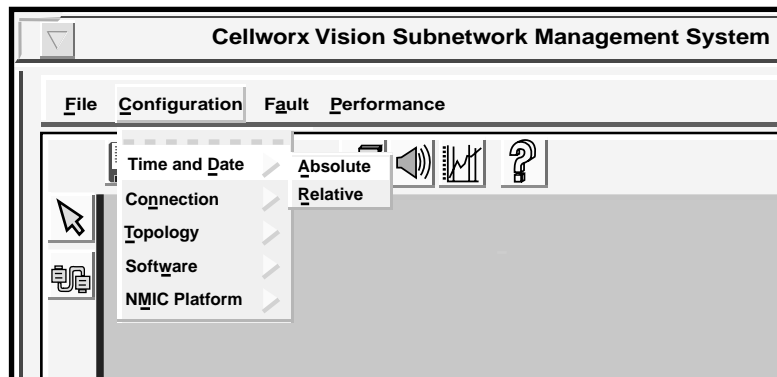 Cellworx Vision Subnetwork Management System
File Configuration Fault Performance
Time and Date
Absolute
Relative
Connection
Topology
Software
NMIC Platform